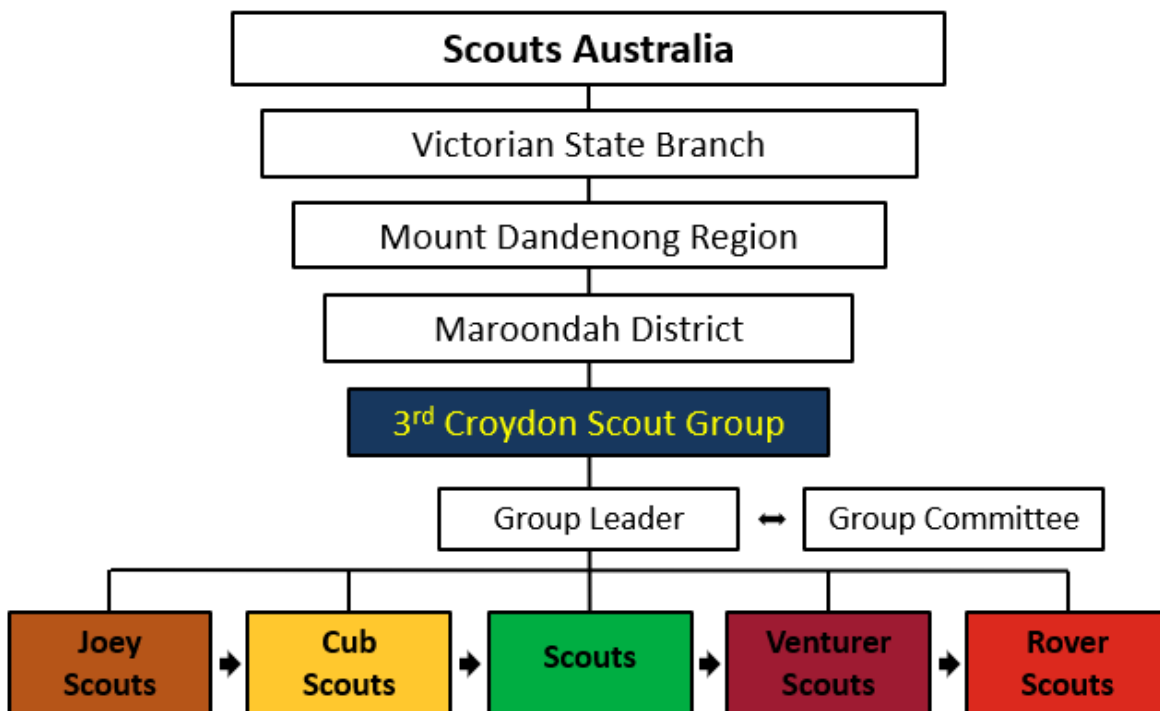 Scouts Australia
Victorian State Branch
Mount Dandenong Region
Maroondah District
3rd Croydon Scout Group
Group Leader
Group Committee
Joey
Scouts
Cub
Scouts
Scouts
Venturer
Scouts
Rover
Scouts